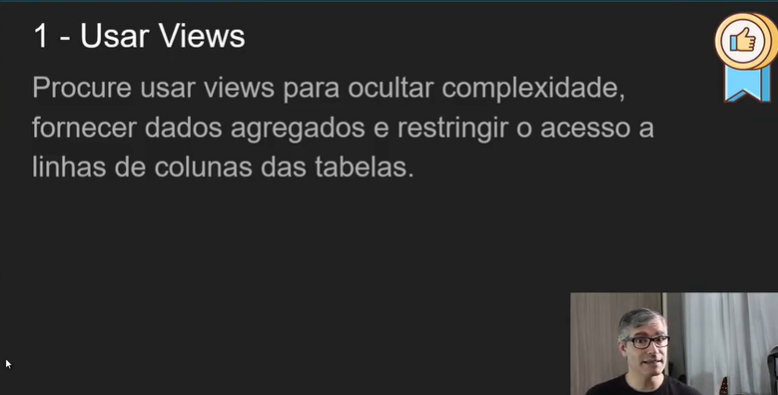 1 - Usar Views
Procure usar views para ocultar complexidade,
fornecer dados agregados e restringir o acesso a
linhas de colunas das tabelas.